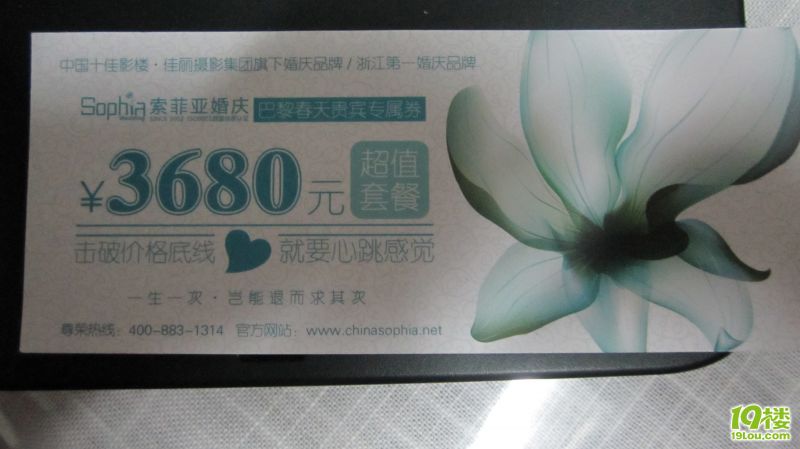 中国十佳影楼·佳丽摄影集团旗下婚庆品牌/浙江第一婚庆品牌
Sophia 索菲亚婚庆 巴黎春天贵宾专属券
Wedding
¥3680元 超值套餐
击破价格底线 就要心跳感觉
一生一次·岂能退而求其次
尊荣热线：400-883-1314 官方网站：www.chinasophia.net
19楼
19lou.com